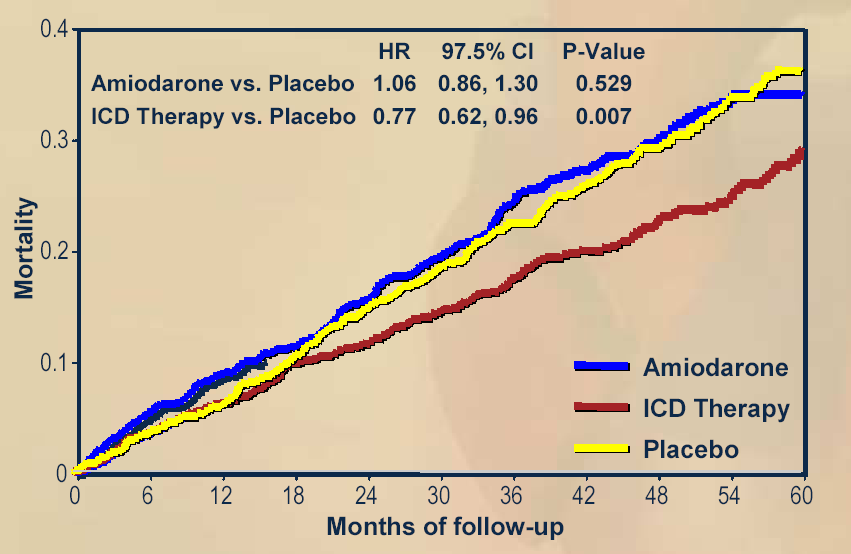 0.4
HR 97.5% CI P-Value
Amiodarone vs. Placebo 1.06 0.86, 1.30 0.529
ICD Therapy vs. Placebo 0.77 0.62, 0.96 0.007
0.3
Mortality
0.2
0.1
Amiodarone
ICD Therapy
Placebo
0
0 6 12 18 24 30 36 42 48 54 60
Months of follow-up